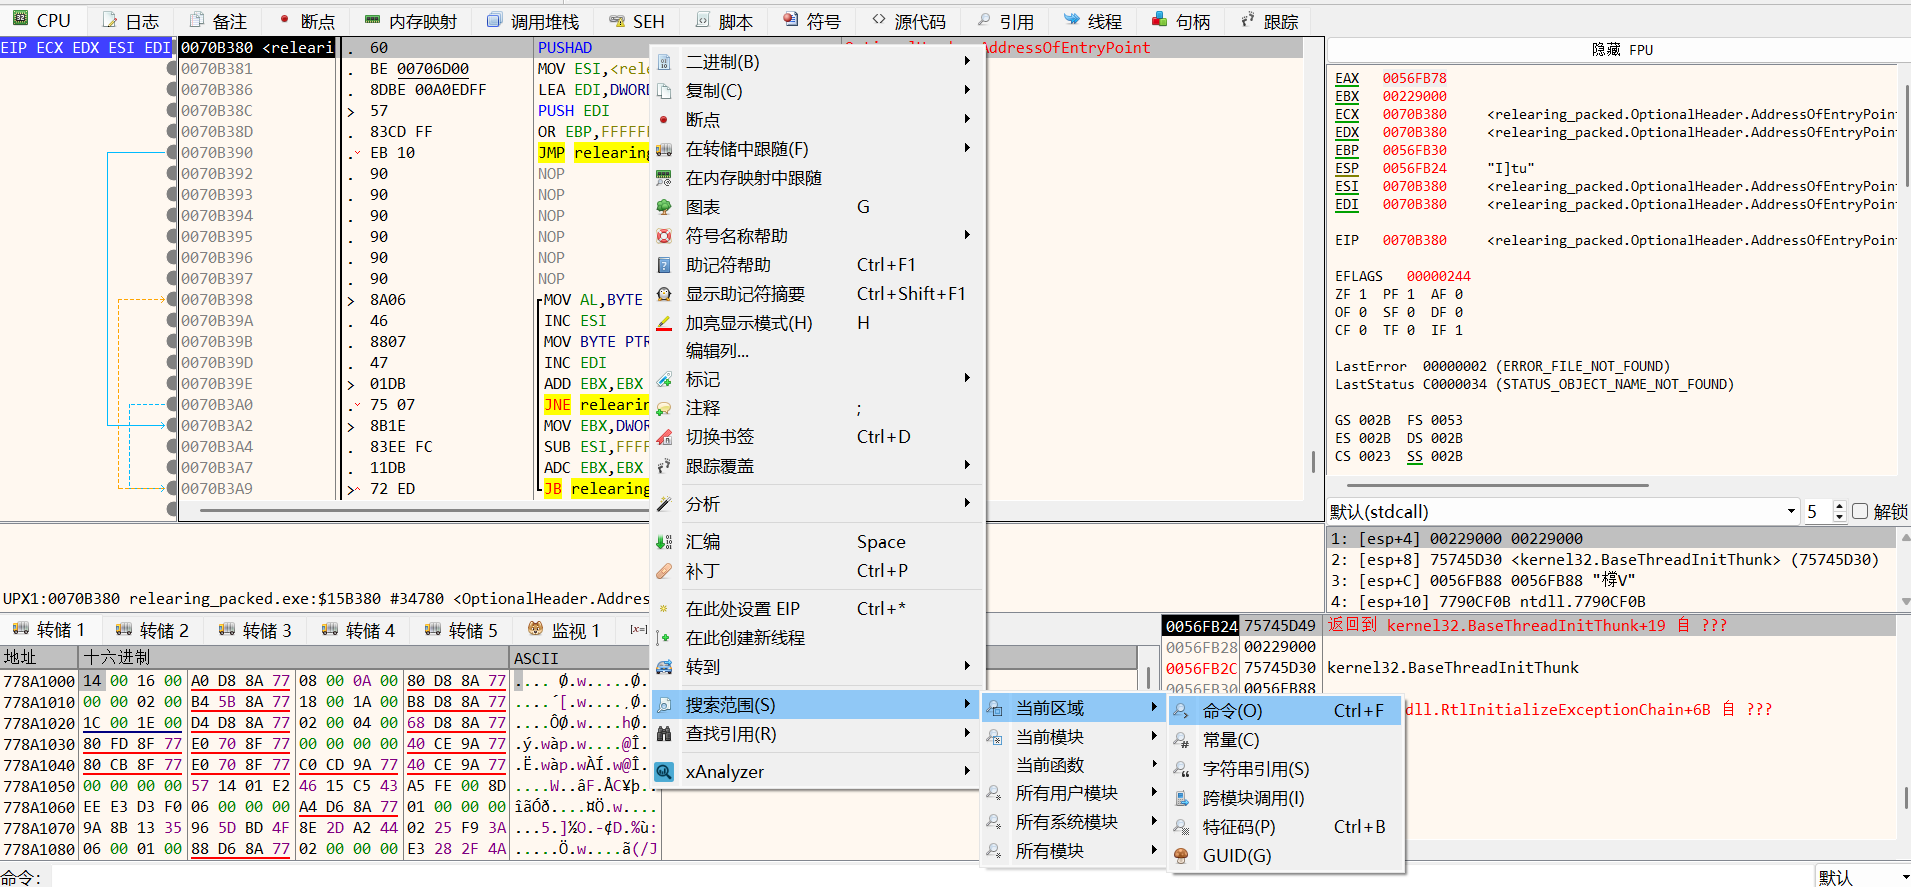 CPU 日志 备注 断点 内存映射 调用堆栈 SEH 脚本 符号 源代码 引用 线程 句柄 跟踪
EIP ECX EDX ESI EDI 0070B380 <releari . 60 PUSHAD
AddressOfEntryPoint
0070B381 . BE 00706D00 MOV ESI,<rele
0070B386 . 8DBE 00A0EDFF LEA EDI,DWORD
0070B38C > 57 PUSH EDI
0070B38D . 83CD FF OR EBP,FFFFFF
0070B390 . EB 10 JMP relearing
0070B392 . 90 NOP
0070B393 . 90 NOP
0070B394 . 90 NOP
0070B395 . 90 NOP
0070B396 . 90 NOP
0070B397 . 90 NOP
0070B398 > 8A06 MOV AL,BYTE
0070B39A . 46 INC ESI
0070B39B . 8807 MOV BYTE PTR
0070B39D . 47 INC EDI
0070B39E > 01DB ADD EBX,EBX
0070B3A0 . 75 07 JNE relearin
0070B3A2 > 8B1E MOV EBX,DWOR
0070B3A4 . 83EE FC SUB ESI,FFFF
0070B3A7 . 11DB ADC EBX,EBX
0070B3A9 > 72 ED JB relearing
UPX1:0070B380 relearing_packed.exe:$15B380 #34780 <OptionalHeader.Addres
二进制(B)
复制(C)
断点
在转储中跟随(F)
在内存映射中跟随
图表 G
符号名称帮助
助记符帮助 Ctrl+F1
显示助记符摘要 Ctrl+Shift+F1
加亮显示模式(H) H
编辑列...
标记
注释 ;
切换书签 Ctrl+D
跟踪覆盖
分析
汇编 Space
补丁 Ctrl+P
在此处设置 EIP Ctrl+*
在此创建新线程
转到
搜索范围(S)
查找引用(R)
xAnalyzer
当前区域
当前模块
当前函数
所有用户模块
所有系统模块
所有模块
命令(O) Ctrl+F
常量(C)
字符串引用(S)
跨模块调用(I)
特征码(P) Ctrl+B
GUID(G)
隐藏 FPU
EAX 0056FB78
EBX 00229000
ECX 0070B380 <relearing_packed.OptionalHeader.AddressOfEntryPoin
EDX 0070B380 <relearing_packed.OptionalHeader.AddressOfEntryPoin
EBP 0056FB30
ESP 0056FB24 "I]tu"
ESI 0070B380 <relearing_packed.OptionalHeader.AddressOfEntryPoin
EDI 0070B380 <relearing_packed.OptionalHeader.AddressOfEntryPoin
EIP 0070B380 <relearing_packed.OptionalHeader.AddressOfEntryPoin
EFLAGS 00000244
ZF 1 PF 1 AF 0
OF 0 SF 0 DF 0
CF 0 TF 0 IF 1
LastError 00000002 (ERROR_FILE_NOT_FOUND)
LastStatus C0000034 (STATUS_OBJECT_NAME_NOT_FOUND)
GS 002B FS 0053
ES 002B DS 002B
CS 0023 SS 002B
默认(stdcall) 5 解锁
1: [esp+4] 00229000 00229000
2: [esp+8] 75745D30 <kernel32.BaseThreadInitThunk> (75745D30)
3: [esp+C] 0056FB88 0056FB88
4: [esp+10] 7790CF0B ntdll.7790CF0B
转储 1 转储 2 转储 3 转储 4 转储 5 监视 1 [x=]
地址 十六进制 ASCII
778A1000 14 00 16 00 A0 D8 8A 77 08 00 0A 00 80 D8 8A 77 .... Ø.w.....Ø.
778A1010 00 00 02 00 B4 5B 8A 77 18 00 1A 00 B8 D8 8A 77 ....´[.w....¸Ø.
778A1020 1C 00 1E 00 D4 D8 8A 77 02 00 04 00 68 D8 8A 77 ....ÔØ.w....hØ.
778A1030 80 FD 8F 77 E0 70 8F 77 00 00 00 00 40 CE 9A 77 .ý.wàp.w....@Î.
778A1040 80 CB 8F 77 E0 70 8F 77 C0 CD 9A 77 40 CE 9A 77 .Ë.wàp.wÀÍ.w@Î.
778A1050 00 00 00 00 57 14 01 E2 46 15 C5 43 A5 FE 00 8D ....W..âF.ÅC¥þ..
778A1060 EE E3 D3 F0 06 00 00 00 A4 D6 8A 77 01 00 00 00 îãÓð....¤Ö.w....
778A1070 9A 8B 13 35 96 5D BD 4F 8E 2D A2 44 02 25 F9 3A ...5.]½O.-¢D.%ù:
778A1080 06 00 01 00 88 D6 8A 77 02 00 00 00 E3 28 2F 4A .....Ö.w....ã(/J
0056FB24 75745D49 返回到 kernel32.BaseThreadInitThunk+19 自 ???
0056FB28 00229000
0056FB2C 75745D30 kernel32.BaseThreadInitThunk
0056FB30 0056FB88
dll.RtlInitializeExceptionChain+6B 自 ???
命令: 默认